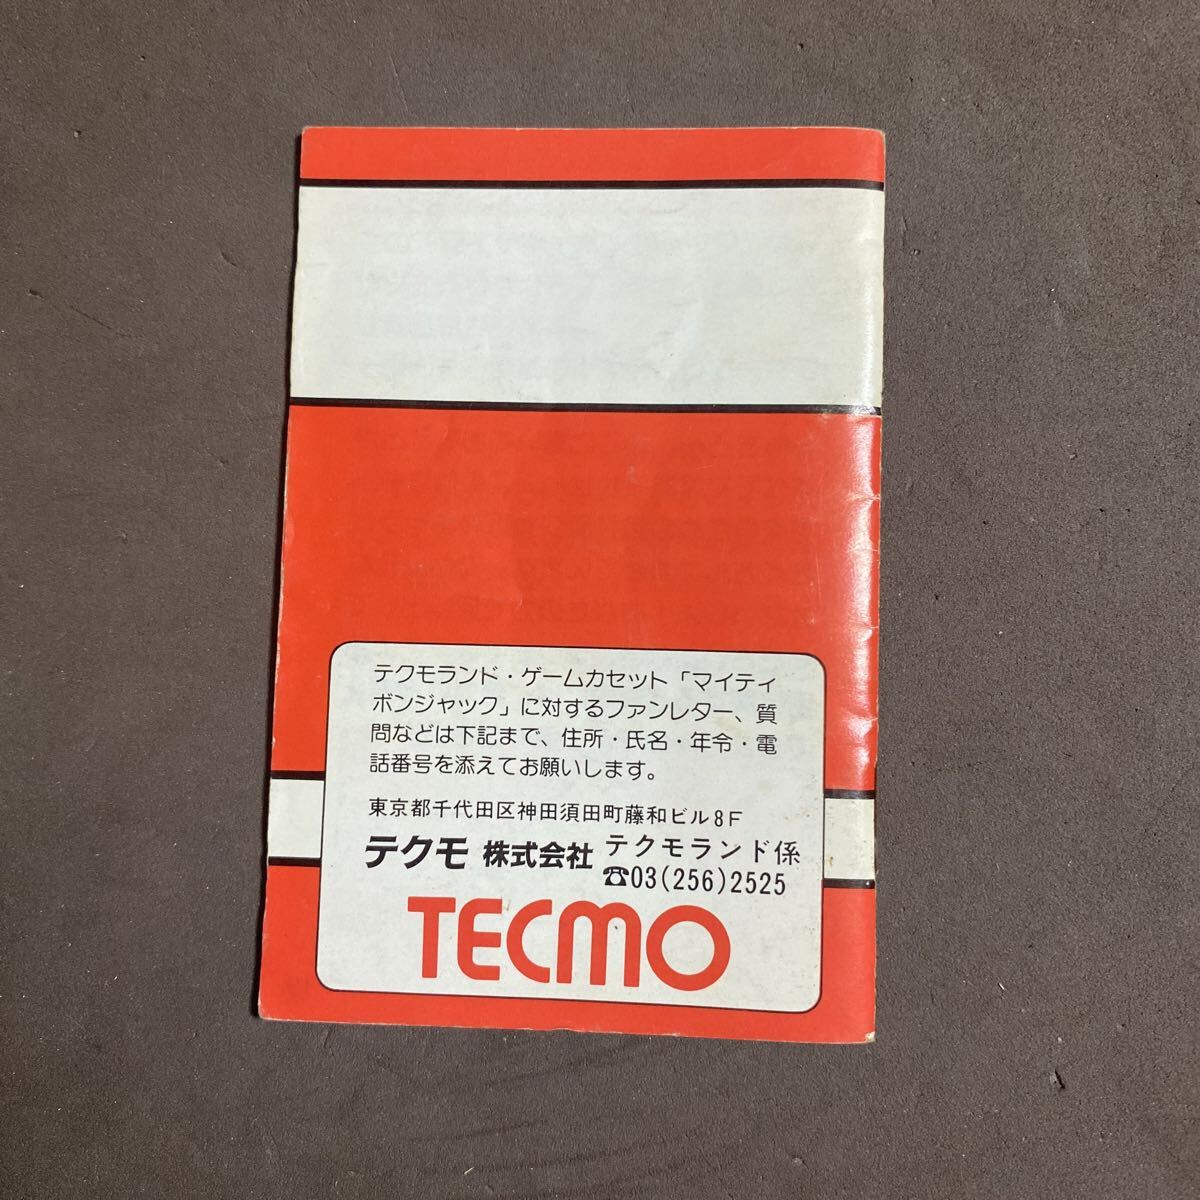 テクモランド・ゲームカセット「マイティ
ボンジャック」に対するファンレター、質
問などは下記まで、住所・氏名・年令・電
話番号を添えてお願いします。
東京都千代田区神田須田町藤和ビル8F
テクモ 株式会社 テクモランド係
☎03(256)2525
TECMO